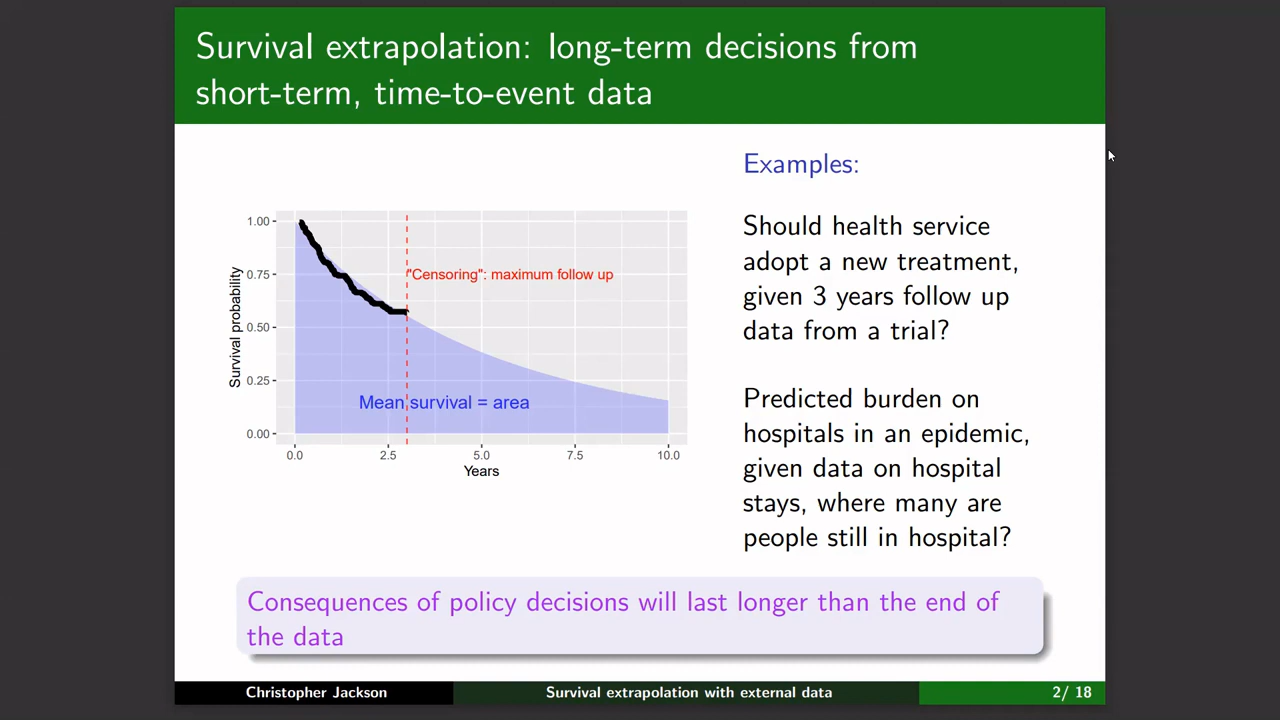 Survival extrapolation: long-term decisions from
short-term, time-to-event data
Examples:
Should health service
adopt a new treatment,
given 3 years follow up
data from a trial?
Predicted burden on
hospitals in an epidemic,
given data on hospital
stays, where many are
people still in hospital?
1.00
0.75
0.50
0.25
0.00
Survival probability
"Censoring": maximum follow up
Mean survival = area
0.0 2.5 5.0 7.5 10.0
Years
Consequences of policy decisions will last longer than the end of
the data
Christopher Jackson Survival extrapolation with external data 2/ 18